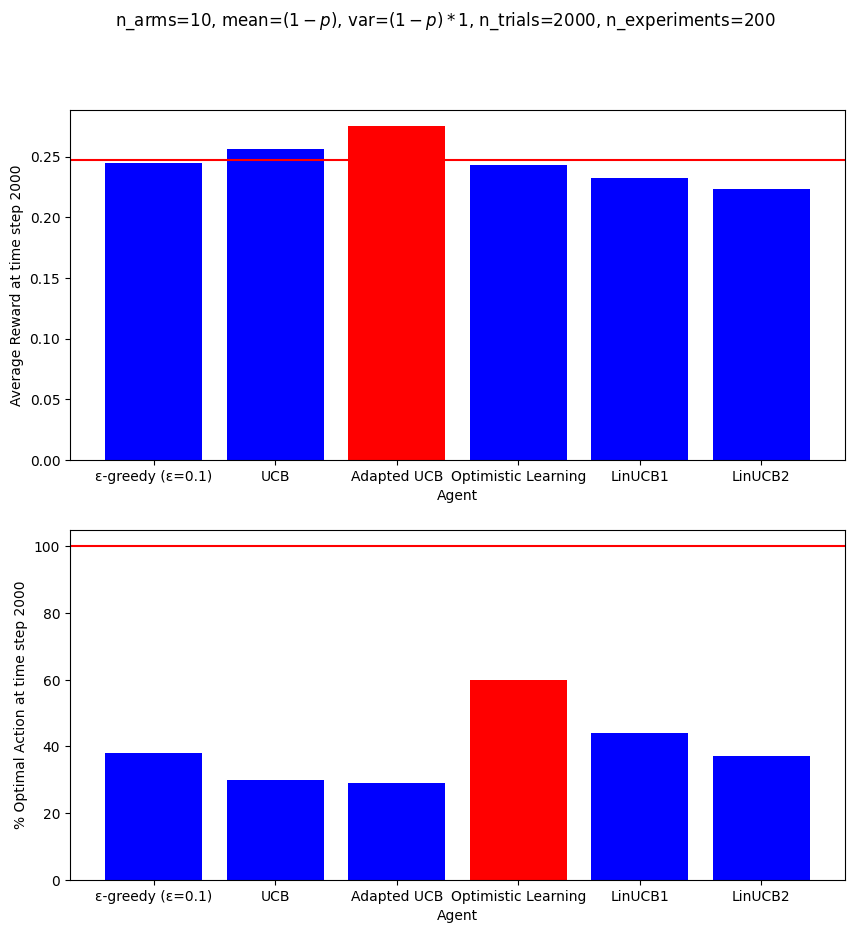 n_arms=10, mean=(1 − p), var=(1 − p) * 1, n_trials=2000, n_experiments=200
0.25
0.20
0.15
0.10
0.05
0.00
Average Reward at time step 2000
ε-greedy (ε=0.1) UCB Adapted UCB Optimistic Learning LinUCB1 LinUCB2
Agent
100
80
60
40
20
0
% Optimal Action at time step 2000
ε-greedy (ε=0.1) UCB Adapted UCB Optimistic Learning LinUCB1 LinUCB2
Agent